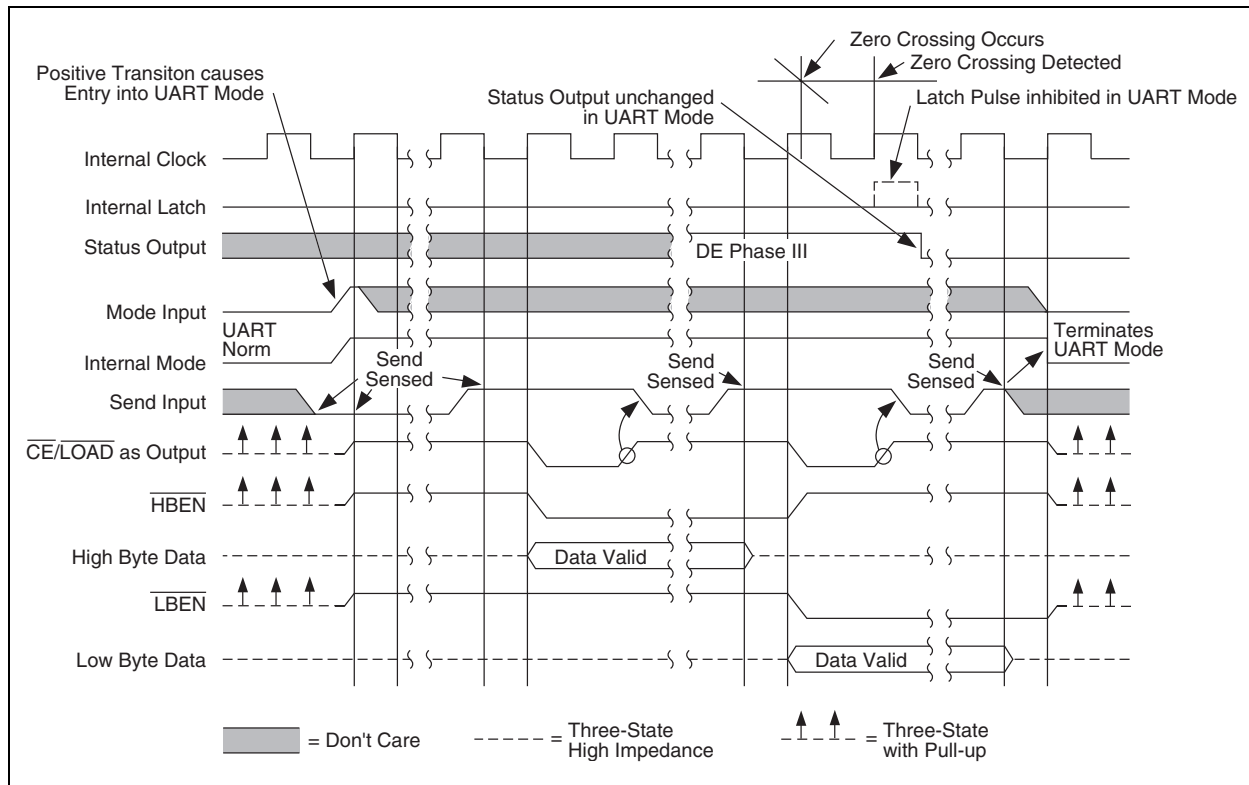 Zero Crossing Occurs
Zero Crossing Detected
Positive Transiton causes
Entry into UART Mode
Status Output unchanged
in UART Mode
Latch Pulse inhibited in UART Mode
Internal Clock
Internal Latch
Status Output
DE Phase III
Mode Input
UART
Norm
Internal Mode
Terminates
UART Mode
Send
Sensed
Send
Sensed
Send
Sensed
Send Input
CE/LOAD as Output
HBEN
High Byte Data
Data Valid
LBEN
Low Byte Data
Data Valid
= Don't Care
= Three-State
High Impedance
= Three-State
with Pull-up